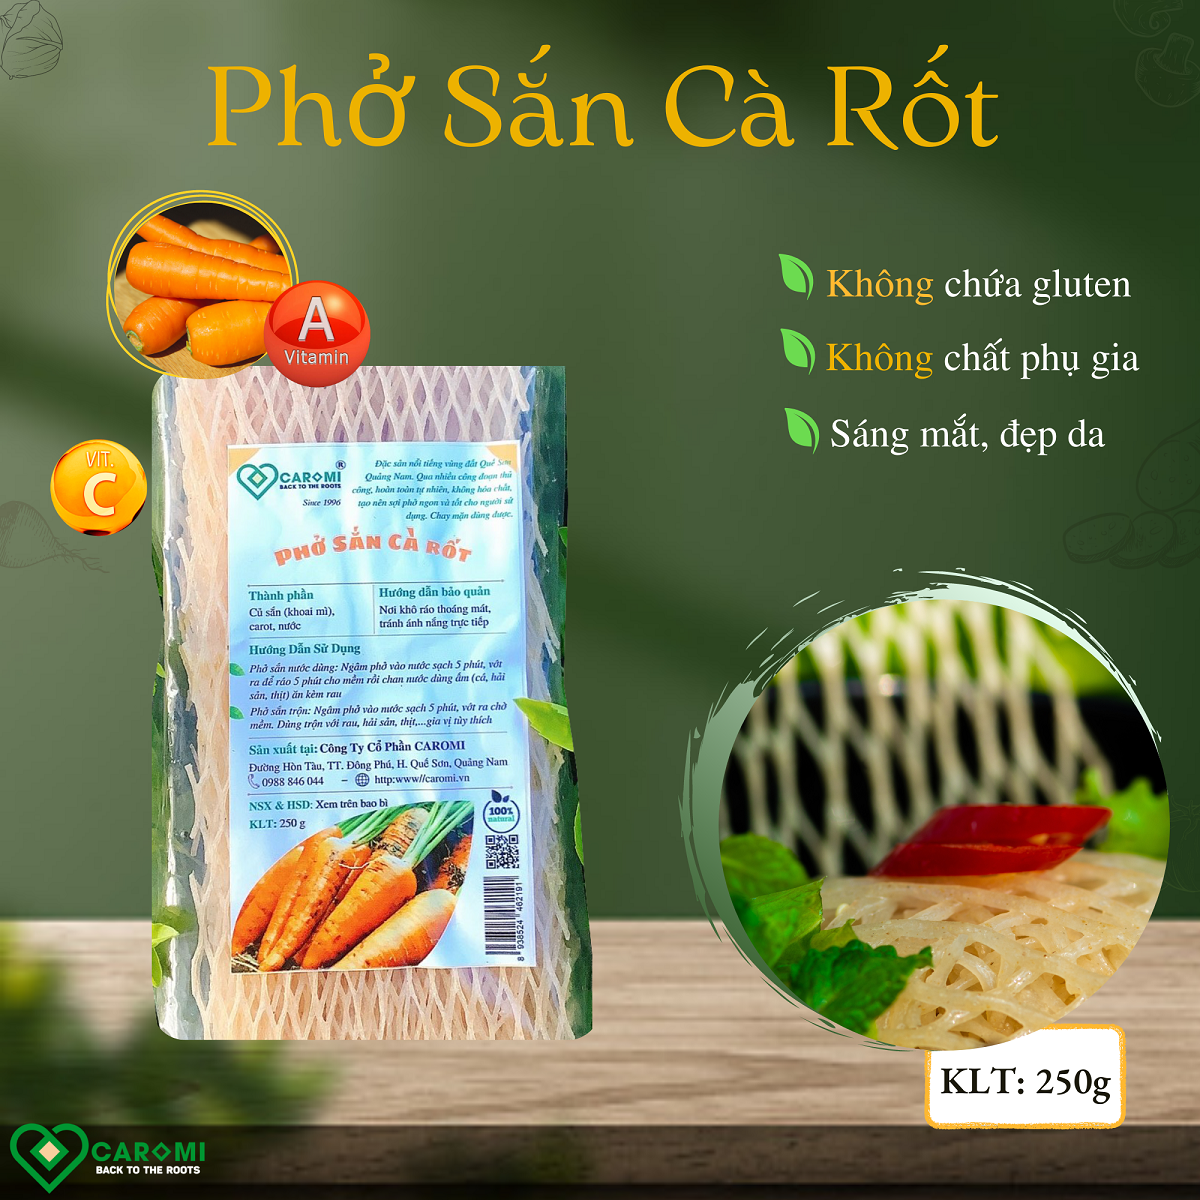 Phở Sắn Cà Rốt
A
Vitamin
VIT.
C
Không chứa gluten
Không chất phụ gia
Sáng mắt, đẹp da
CAROMI®
BACK TO THE ROOTS
Since 1996
Đặc sản nổi tiếng vùng đất Quế Sơn
Quảng Nam. Qua nhiều công đoạn thủ
công, hoàn toàn tự nhiên, không hóa chất,
tạo nên sợi phở ngon và tốt cho người sử
dụng. Chay mặn dùng được.
PHỞ SẮN CÀ RỐT
Thành phần
Củ sắn (khoai mì),
carot, nước
Hướng dẫn bảo quản
Nơi khô ráo thoáng mát,
tránh ánh nắng trực tiếp
Hướng Dẫn Sử Dụng
Phở sắn nước dùng: Ngâm phở vào nước sạch 5 phút, vớt
ra để ráo 5 phút cho mềm rồi chan nước dùng ấm (cá, hải
sản, thịt) ăn kèm rau
Phở sắn trộn: Ngâm phở vào nước sạch 5 phút, vớt ra chờ
mềm. Dùng trộn với rau, hải sản, thịt,...gia vị tùy thích
Sản xuất tại: Công Ty Cổ Phần CAROMI
Đường Hòn Tàu, TT. Đông Phú, H. Quế Sơn, Quảng Nam
0988 846 044 – http:www//caromi.vn
NSX & HSD: Xem trên bao bì
KLT: 250 g
100%
natural
8 938524 462191
KLT: 250g
CAROMI
BACK TO THE ROOTS